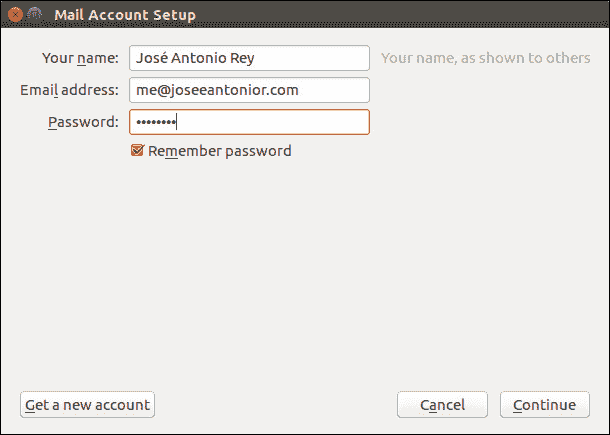 Mail Account Setup
Your name: José Antonio Rey Your name, as shown to others
Email address: me@joseeantonior.com
Password: ••••••••
Remember password
Get a new account Cancel Continue